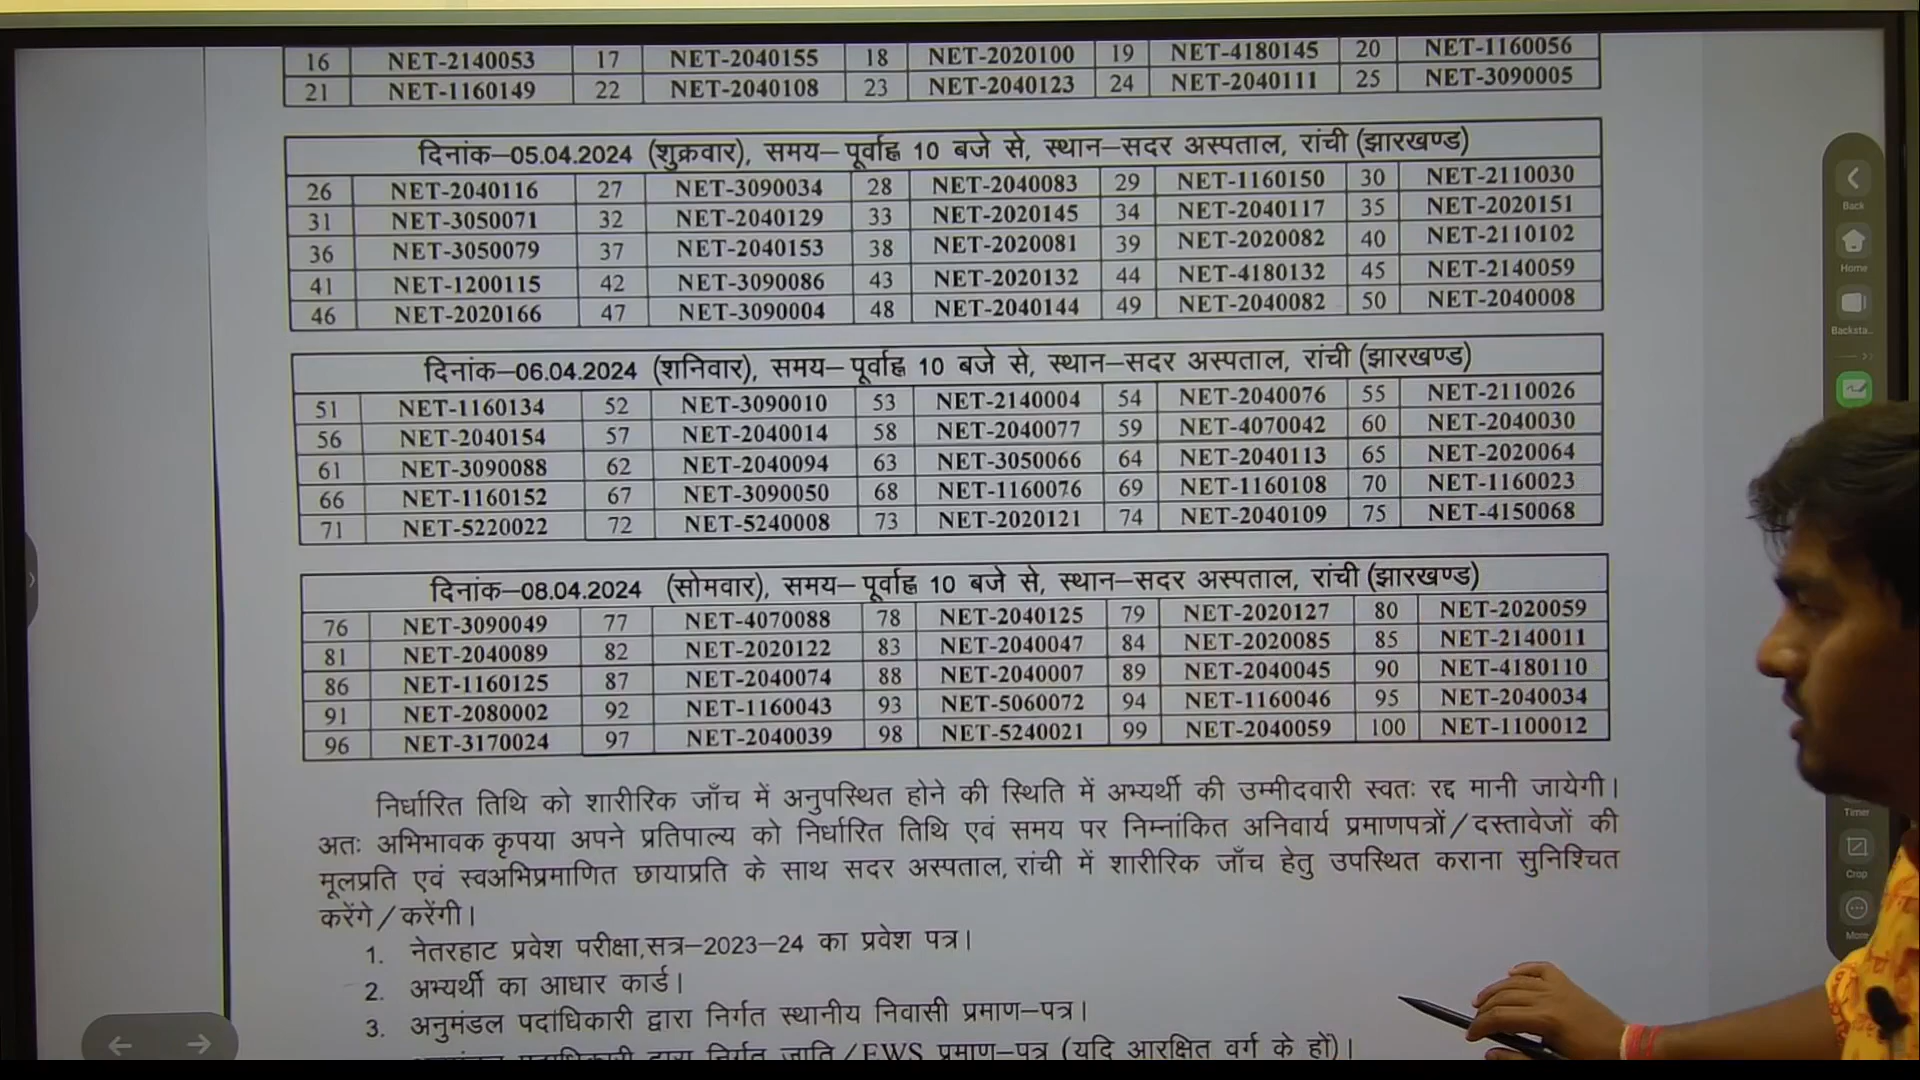 16 NET-2140053 17 NET-2040155 18 NET-2020100 19 NET-4180145 20 NET-1160056
21 NET-1160149 22 NET-2040108 23 NET-2040123 24 NET-2040111 25 NET-3090005
दिनांक–05.04.2024 (शुक्रवार), समय– पूर्वाह्न 10 बजे से, स्थान–सदर अस्पताल, रांची (झारखण्ड)
26 NET-2040116 27 NET-3090034 28 NET-2040083 29 NET-1160150 30 NET-2110030
31 NET-3050071 32 NET-2040129 33 NET-2020145 34 NET-2040117 35 NET-2020151
36 NET-3050079 37 NET-2040153 38 NET-2020081 39 NET-2020082 40 NET-2110102
41 NET-1200115 42 NET-3090086 43 NET-2020132 44 NET-4180132 45 NET-2140059
46 NET-2020166 47 NET-3090004 48 NET-2040144 49 NET-2040082 50 NET-2040008
दिनांक–06.04.2024 (शनिवार), समय– पूर्वाह्न 10 बजे से, स्थान–सदर अस्पताल, रांची (झारखण्ड)
51 NET-1160134 52 NET-3090010 53 NET-2140004 54 NET-2040076 55 NET-2110026
56 NET-2040154 57 NET-2040014 58 NET-2040077 59 NET-4070042 60 NET-2040030
61 NET-3090088 62 NET-2040094 63 NET-3050066 64 NET-2040113 65 NET-2020064
66 NET-1160152 67 NET-3090050 68 NET-1160076 69 NET-1160108 70 NET-1160023
71 NET-5220022 72 NET-5240008 73 NET-2020121 74 NET-2040109 75 NET-4150068
दिनांक–08.04.2024 (सोमवार), समय– पूर्वाह्न 10 बजे से, स्थान–सदर अस्पताल, रांची (झारखण्ड)
76 NET-3090049 77 NET-4070088 78 NET-2040125 79 NET-2020127 80 NET-2020059
81 NET-2040089 82 NET-2020122 83 NET-2040047 84 NET-2020085 85 NET-2140011
86 NET-1160125 87 NET-2040074 88 NET-2040007 89 NET-2040045 90 NET-4180110
91 NET-2080002 92 NET-1160043 93 NET-5060072 94 NET-1160046 95 NET-2040034
96 NET-3170024 97 NET-2040039 98 NET-5240021 99 NET-2040059 100 NET-1100012
निर्धारित तिथि को शारीरिक जाँच में अनुपस्थित होने की स्थिति में अभ्यर्थी की उम्मीदवारी स्वतः रद्द मानी जायेगी।
अतः अभिभावक कृपया अपने प्रतिपाल्य को निर्धारित तिथि एवं समय पर निम्नांकित अनिवार्य प्रमाणपत्रों/दस्तावेजों की
मूलप्रति एवं स्वअभिप्रमाणित छायाप्रति के साथ सदर अस्पताल, रांची में शारीरिक जाँच हेतु उपस्थित कराना सुनिश्चित
करेंगे/करेंगी।
1. नेतरहाट प्रवेश परीक्षा,सत्र–2023–24 का प्रवेश पत्र।
2. अभ्यर्थी का आधार कार्ड।
3. अनुमंडल पदाधिकारी द्वारा निर्गत स्थानीय निवासी प्रमाण–पत्र।
द्वारा निर्गत जाति/EWS प्रमाण–पत्र (यदि आरक्षित वर्ग के हों)।
Back
Home
Backsta...
Timer
Crop
More